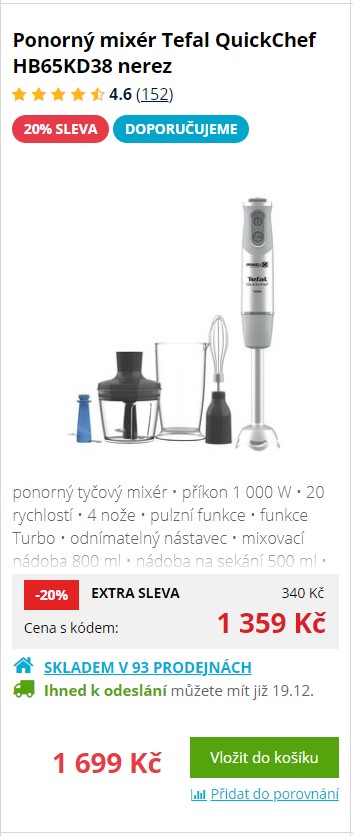 Ponorný mixér Tefal QuickChef
HB65KD38 nerez
4.6 (152)
20% SLEVA DOPORUČUJEME
Tefal
ponorný tyčový mixér • příkon 1 000 W • 20
rychlostí • 4 nože • pulzní funkce • funkce
Turbo • odnímatelný nástavec • mixovací
nádoba 800 ml • nádoba na sekání 500 ml •
-20% EXTRA SLEVA 340 Kč
Cena s kódem: 1 359 Kč
SKLADEM V 93 PRODEJNÁCH
Ihned k odeslání můžete mít již 19.12.
1 699 Kč Vložit do košíku
Přidat do porovnání